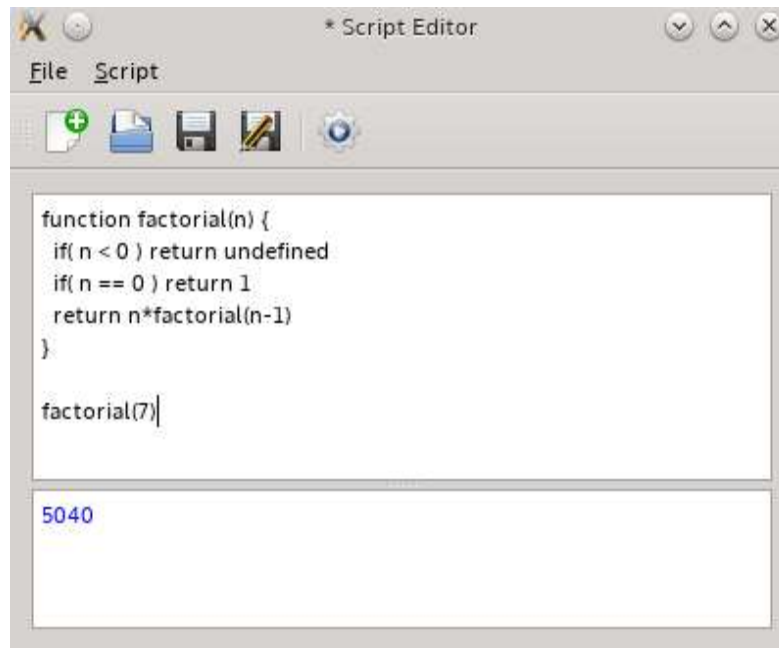 * Script Editor
File Script
function factorial(n) {
if( n < 0 ) return undefined
if( n == 0 ) return 1
return n*factorial(n-1)
}
factorial(7)
5040